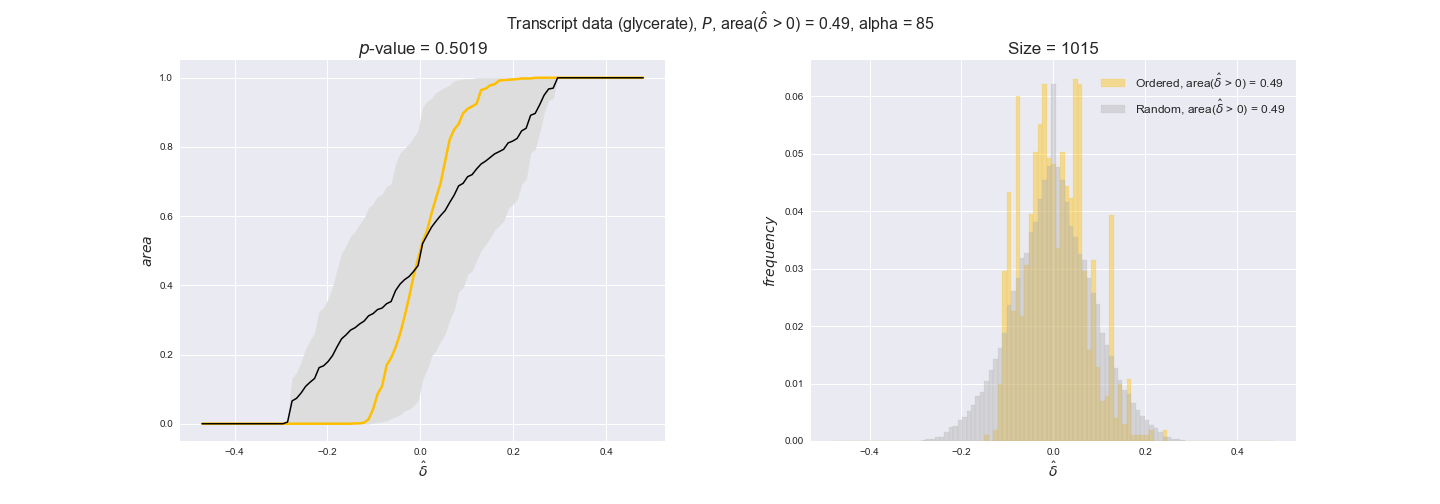 Transcript data (glycerate), P, area(δ̂ > 0) = 0.49, alpha = 85
p-value = 0.5019
1.0
0.8
0.6
0.4
0.2
0.0
area
−0.4 −0.2 0.0 0.2 0.4
δ̂
Size = 1015
Ordered, area(δ̂ > 0) = 0.49
Random, area(δ̂ > 0) = 0.49
0.06
0.05
0.04
0.03
0.02
0.01
0.00
frequency
−0.4 −0.2 0.0 0.2 0.4
δ̂